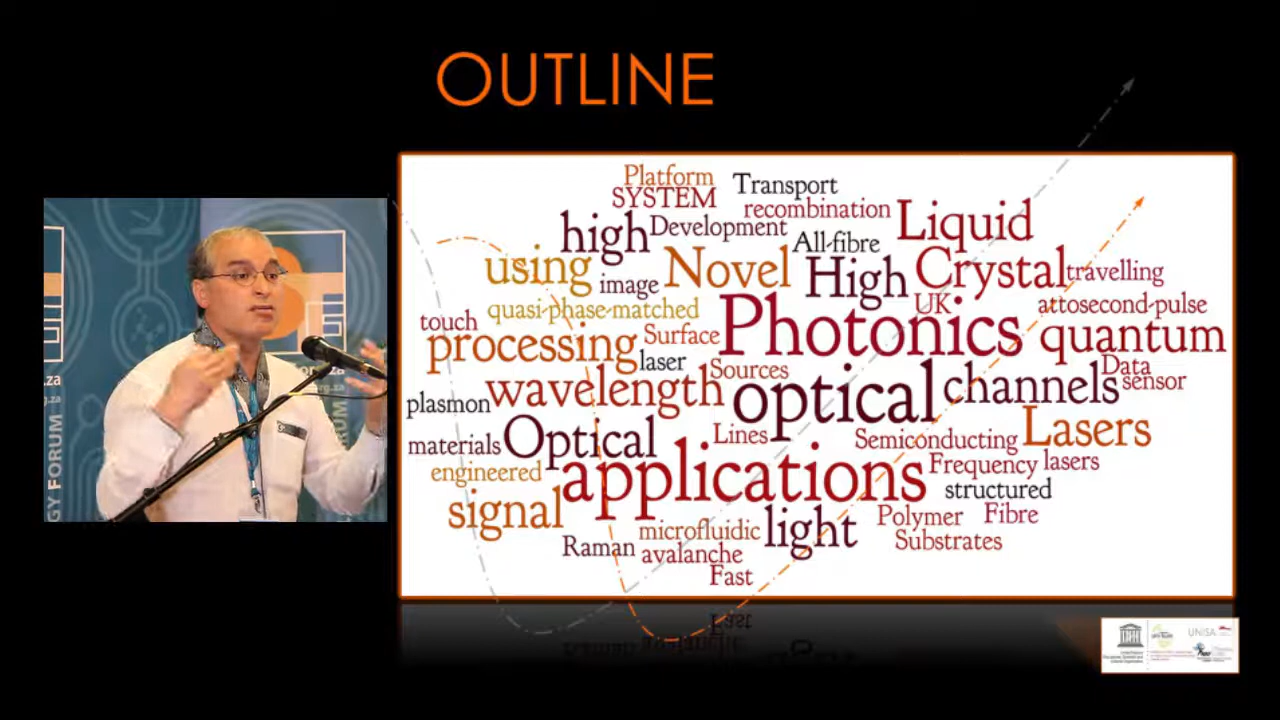 OUTLINE
Platform
SYSTEM
Transport
recombination
high
Development
All-fibre
Liquid
using
image
Novel
High
Crystal
travelling
quasi-phase-matched
touch
processing
Surface
Photonics
UK
attosecond-pulse
quantum
laser
Sources
Data
sensor
wavelength
optical
channels
plasmon
materials
Optical
Lines
Semiconducting
Lasers
engineered
applications
Frequency
lasers
structured
signal
microfluidic
light
Polymer
Fibre
Substrates
Raman
avalanche
Fast
.za
rg.za
GY FORUM
UNISA